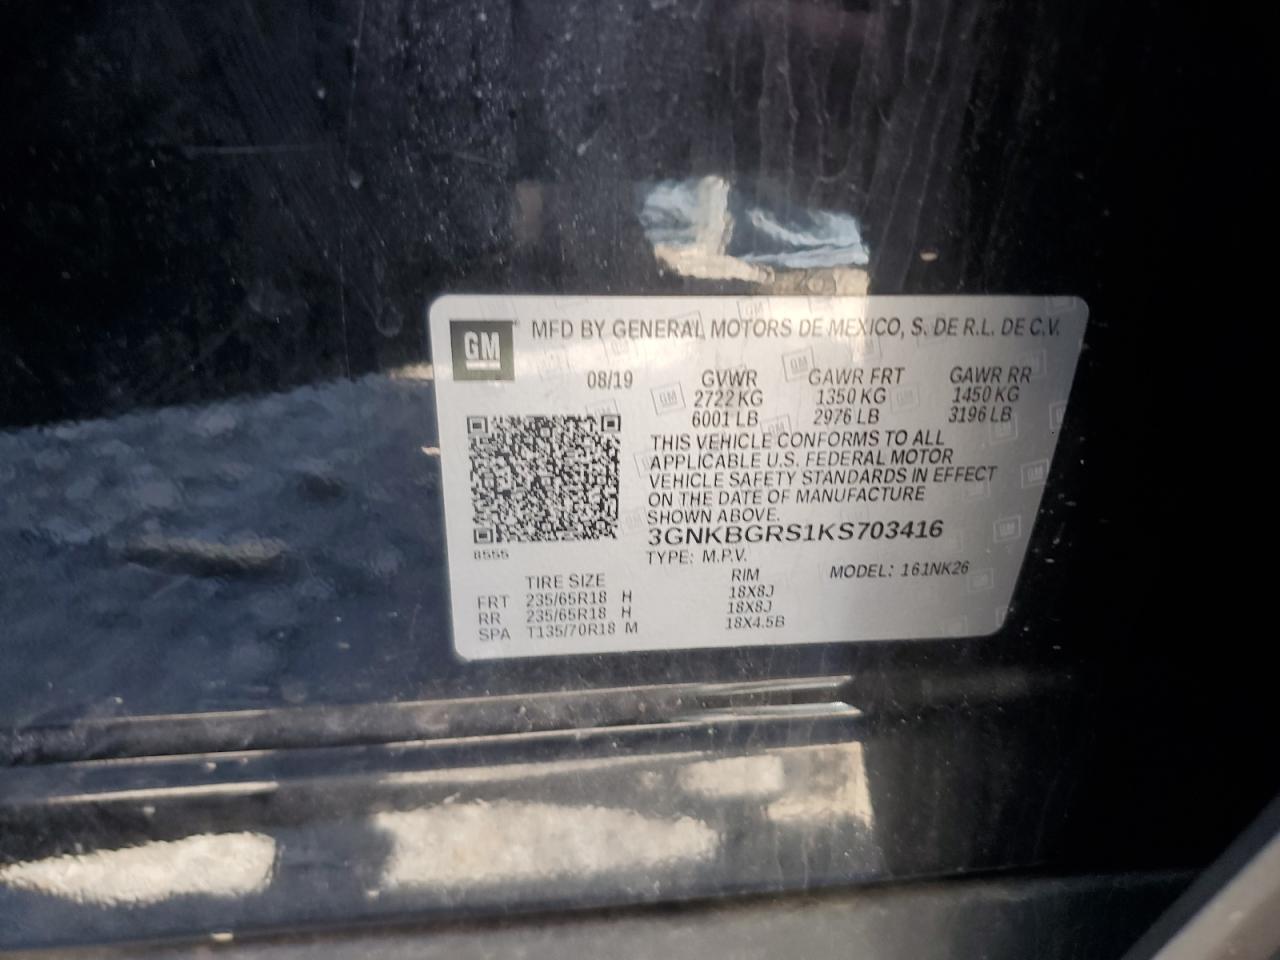 GM
MFD BY GENERAL MOTORS DE MEXICO, S. DE R.L. DE C.V.
08/19 GVWR GAWR FRT GAWR RR
2722 KG 1350 KG 1450 KG
6001 LB 2976 LB 3196 LB
THIS VEHICLE CONFORMS TO ALL
APPLICABLE U.S. FEDERAL MOTOR
VEHICLE SAFETY STANDARDS IN EFFECT
ON THE DATE OF MANUFACTURE
SHOWN ABOVE.
3GNKBGRS1KS703416
8555
TYPE: M.P.V. MODEL: 161NK26
TIRE SIZE RIM
FRT 235/65R18 H 18X8J
RR 235/65R18 H 18X8J
SPA T135/70R18 M 18X4.5B